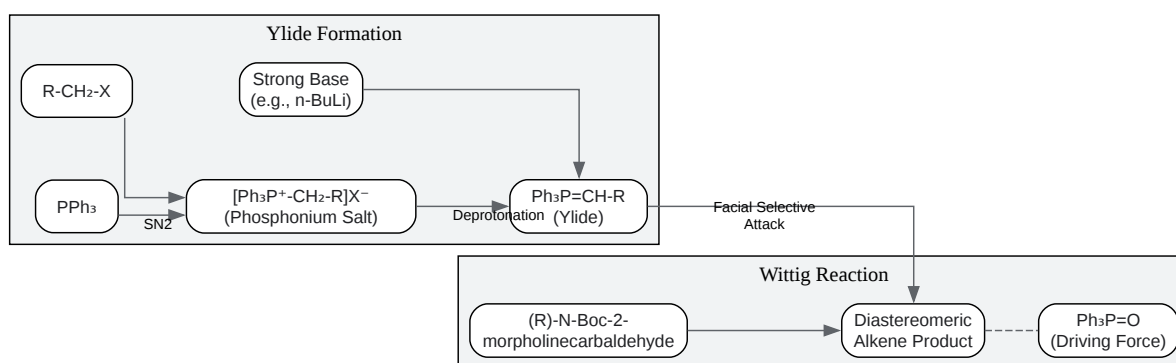 Ylide Formation
R-CH₂-X
Strong Base
(e.g., n-BuLi)
PPh₃
SN2
[Ph₃P⁺-CH₂-R]X⁻
(Phosphonium Salt)
Deprotonation
Ph₃P=CH-R
(Ylide)
Facial Selective
Attack
Wittig Reaction
(R)-N-Boc-2-
morpholinecarbaldehyde
Diastereomeric
Alkene Product
Ph₃P=O
(Driving Force)